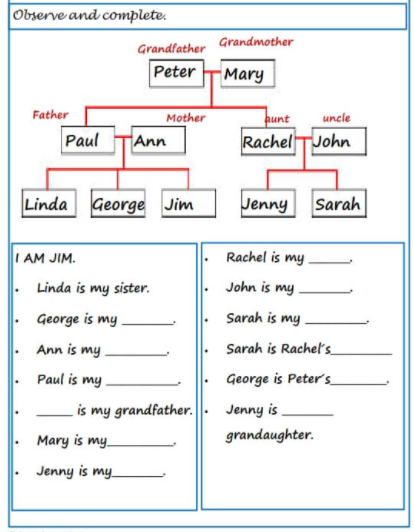 Observe and complete.
Grandfather Grandmother
Peter Mary
Father Mother aunt uncle
Paul Ann Rachel John
Linda George Jim Jenny Sarah
I AM JIM.
• Linda is my sister.
• George is my ________.
• Ann is my _________.
• Paul is my __________.
• _____ is my grandfather.
• Mary is my_________.
• Jenny is my_______.
• Rachel is my ______.
• John is my _______.
• Sarah is my _________.
• Sarah is Rachel´s_________
• George is Peter´s________.
• Jenny is _______
grandaughter.